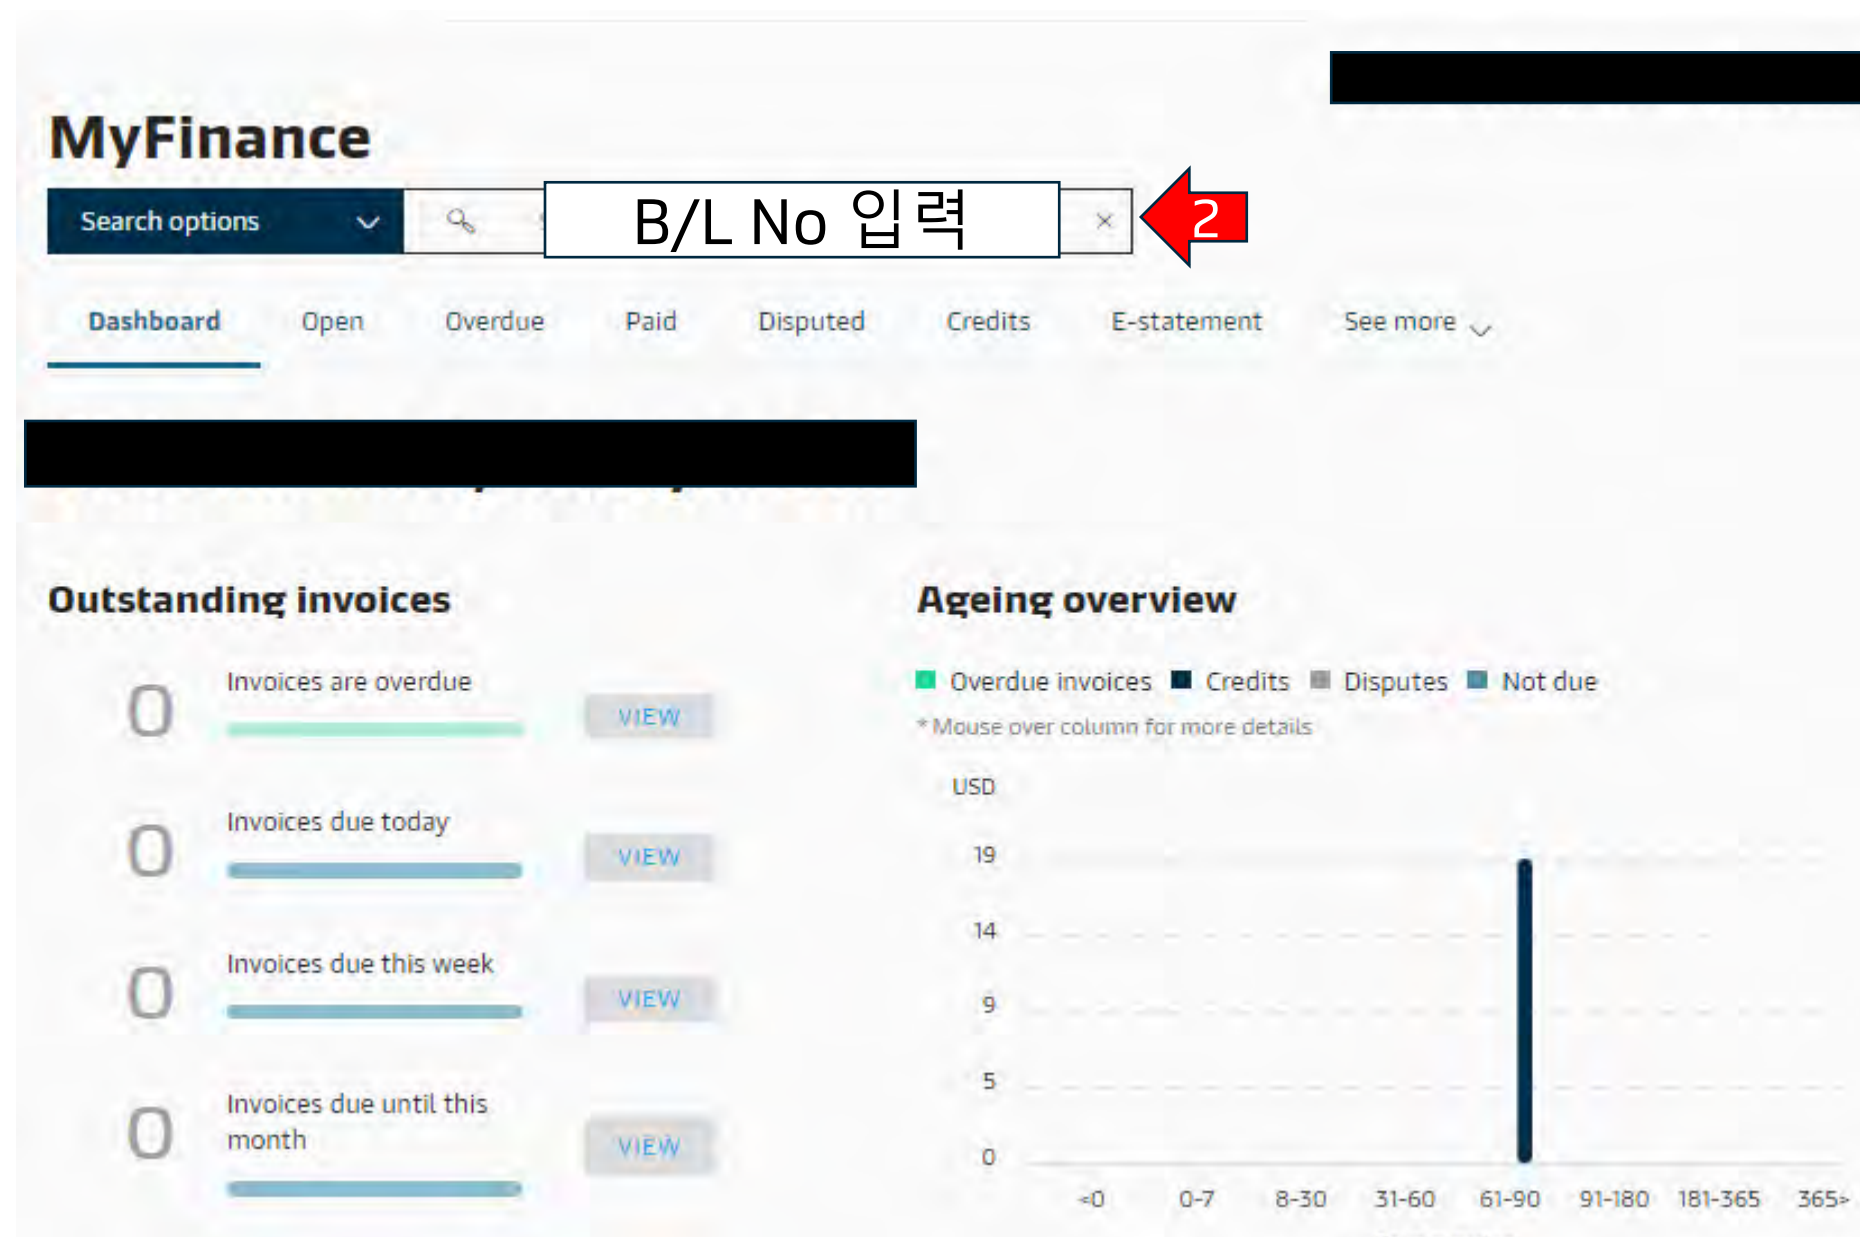 MyFinance
Search options
B/L No 입력
2
Dashboard Open Overdue Paid Disputed Credits E-statement See more
Outstanding invoices
0 Invoices are overdue VIEW
0 Invoices due today VIEW
0 Invoices due this week VIEW
0 Invoices due until this
month VIEW
Ageing overview
Overdue invoices Credits Disputes Not due
* Mouse over column for more details
USD
19
14
9
5
0
<0 0-7 8-30 31-60 61-90 91-180 181-365 365>